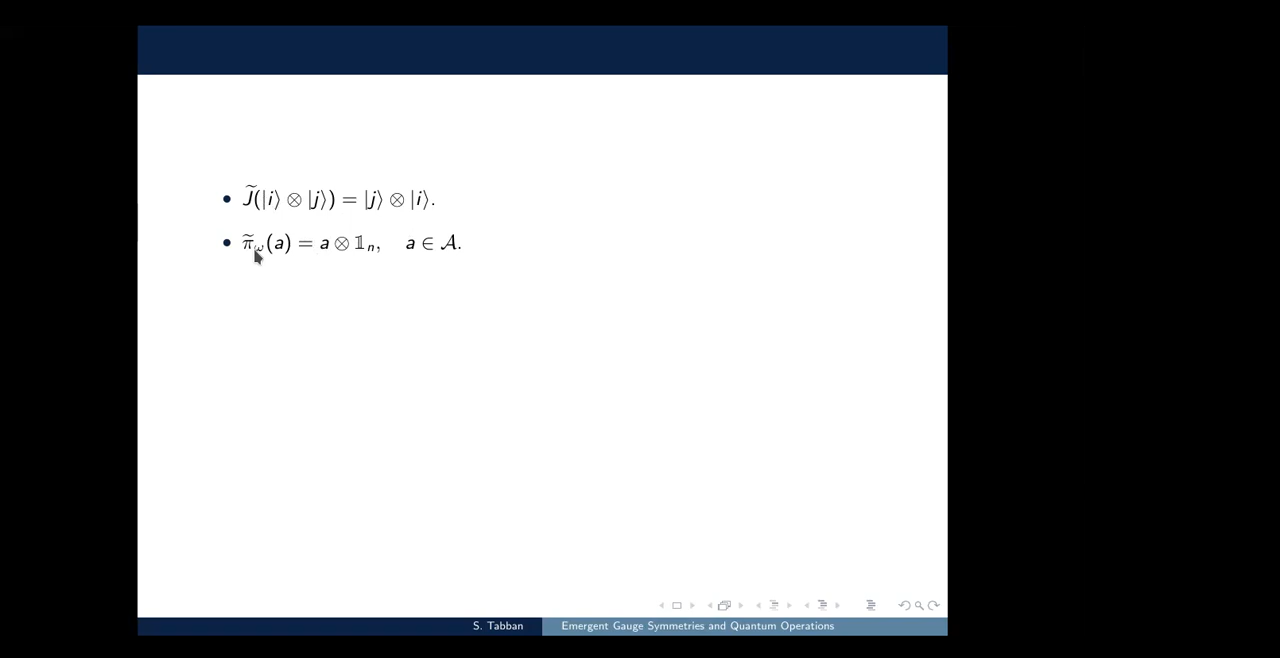 • J̃(|i⟩ ⊗ |j⟩) = |j⟩ ⊗ |i⟩.
• π̃_ω(a) = a ⊗ 𝟙_n, a ∈ 𝒜.
S. Tabban Emergent Gauge Symmetries and Quantum Operations